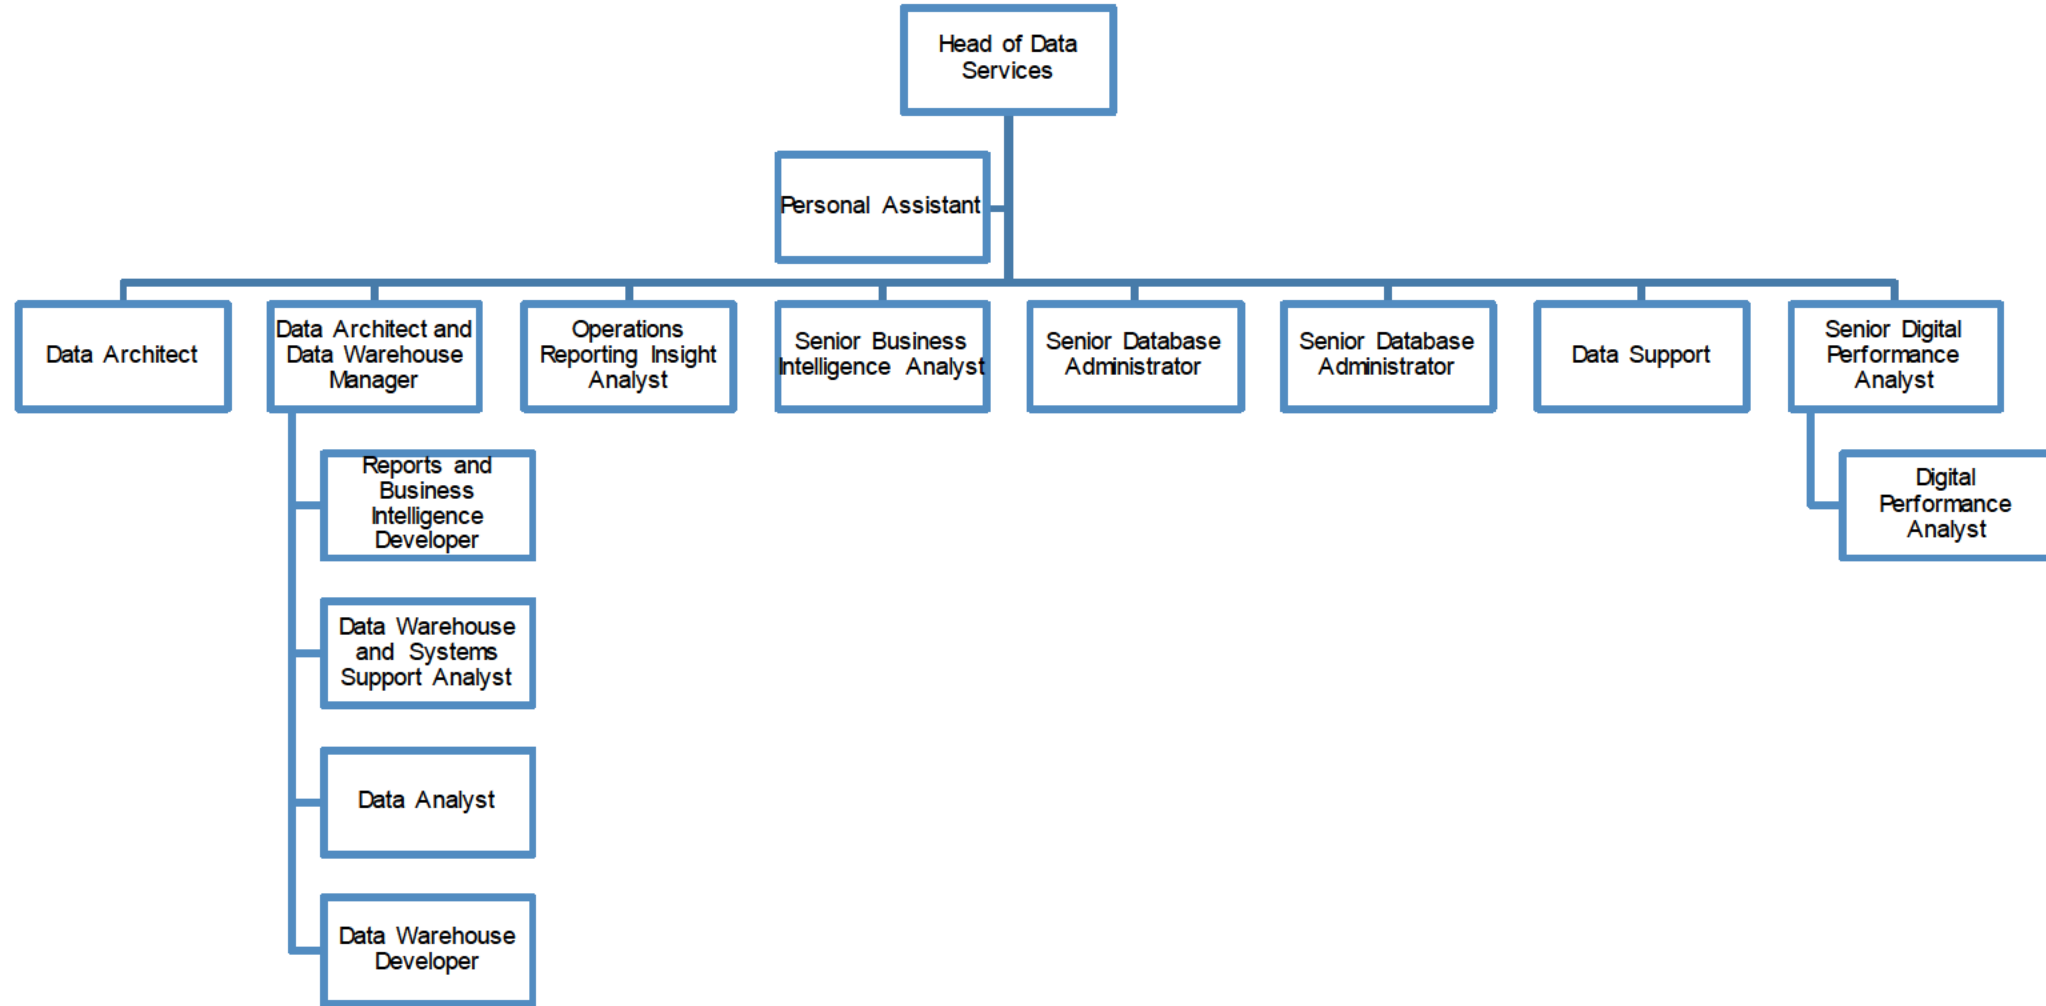 Head of Data
Services
Personal Assistant
Data Architect
Data Architect and
Data Warehouse
Manager
Operations
Reporting Insight
Analyst
Senior Business
Intelligence Analyst
Senior Database
Administrator
Senior Database
Administrator
Data Support
Senior Digital
Performance
Analyst
Reports and
Business
Intelligence
Developer
Digital
Performance
Analyst
Data Warehouse
and Systems
Support Analyst
Data Analyst
Data Warehouse
Developer